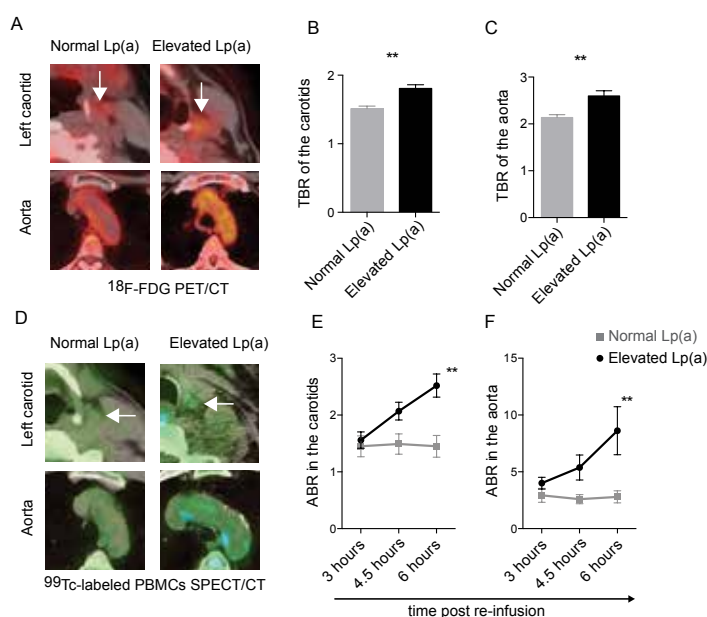 A
Normal Lp(a)
Elevated Lp(a)
Left caortid
Aorta
18F-FDG PET/CT
B
**
TBR of the carotids
2
1
0
Normal Lp(a)
Elevated Lp(a)
C
**
TBR of the aorta
3
2
1
0
Normal Lp(a)
Elevated Lp(a)
D
Normal Lp(a)
Elevated Lp(a)
Left carotid
Aorta
99Tc-labeled PBMCs SPECT/CT
E
ABR in the carotids
3
2
1
0
**
3 hours
4.5 hours
6 hours
F
Normal Lp(a)
Elevated Lp(a)
ABR in the aorta
15
10
5
0
**
3 hours
4.5 hours
6 hours
time post re-infusion